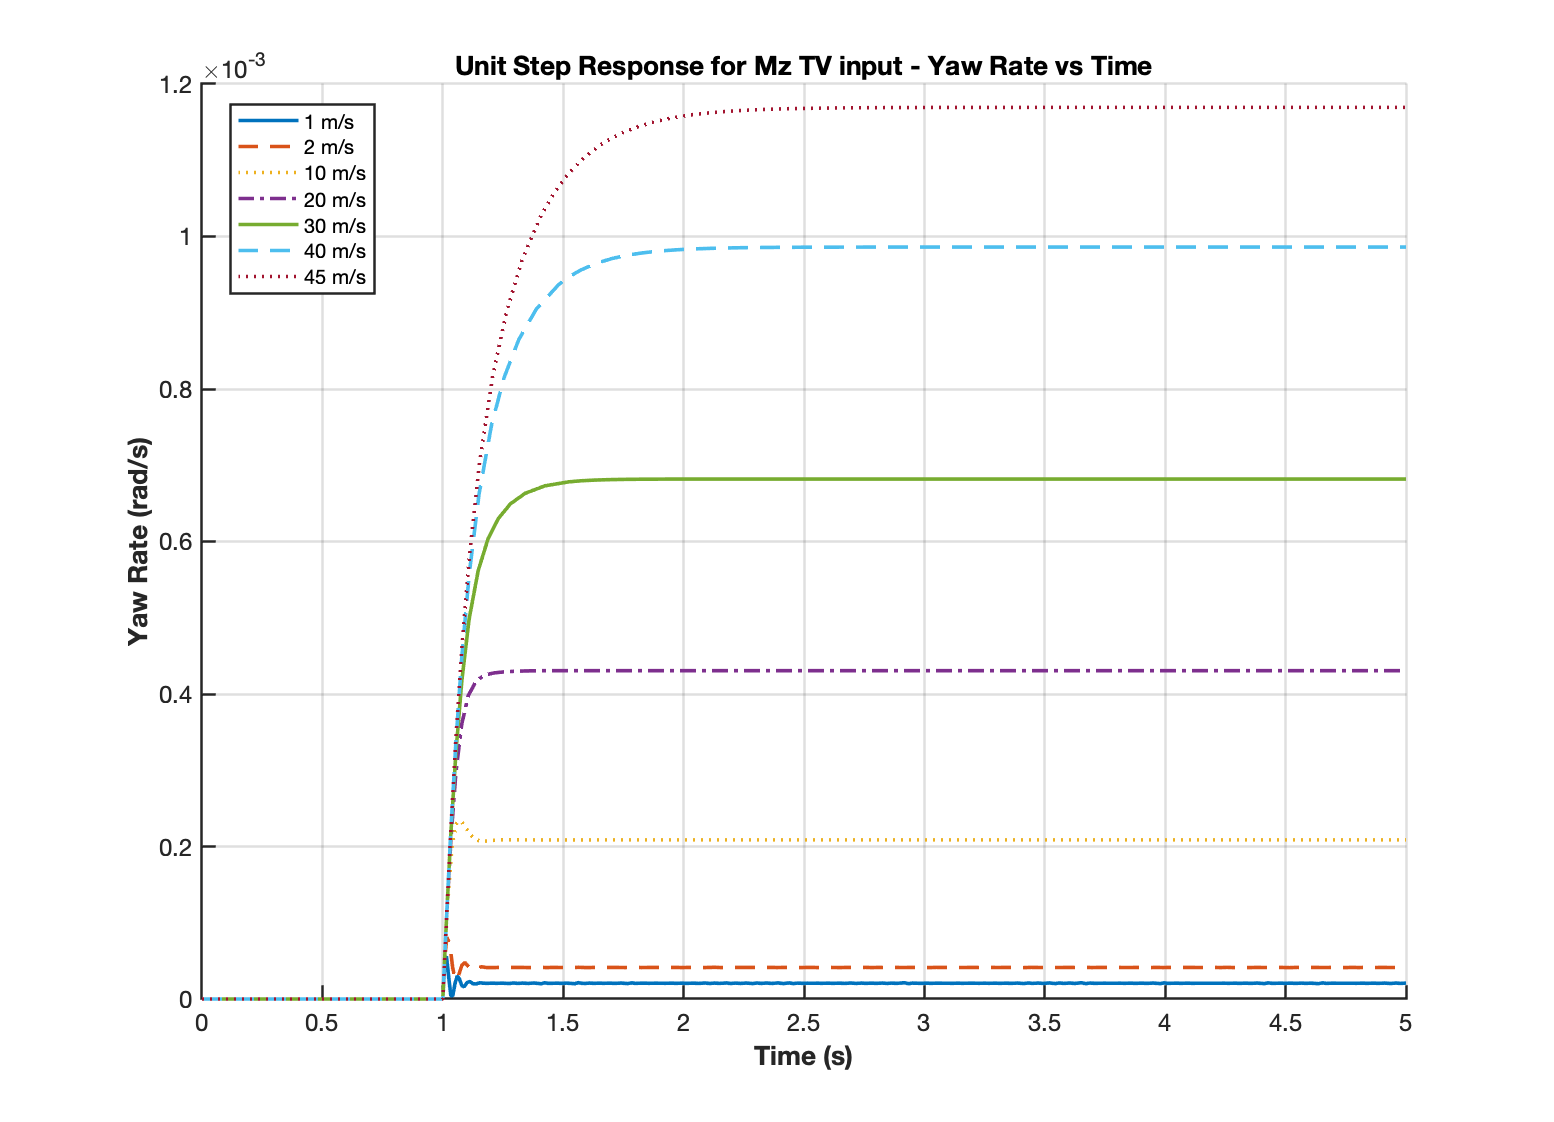 Unit Step Response for Mz TV input - Yaw Rate vs Time
×10-3
1.2
1
0.8
0.6
0.4
0.2
0
Yaw Rate (rad/s)
1 m/s
2 m/s
10 m/s
20 m/s
30 m/s
40 m/s
45 m/s
0 0.5 1 1.5 2 2.5 3 3.5 4 4.5 5
Time (s)